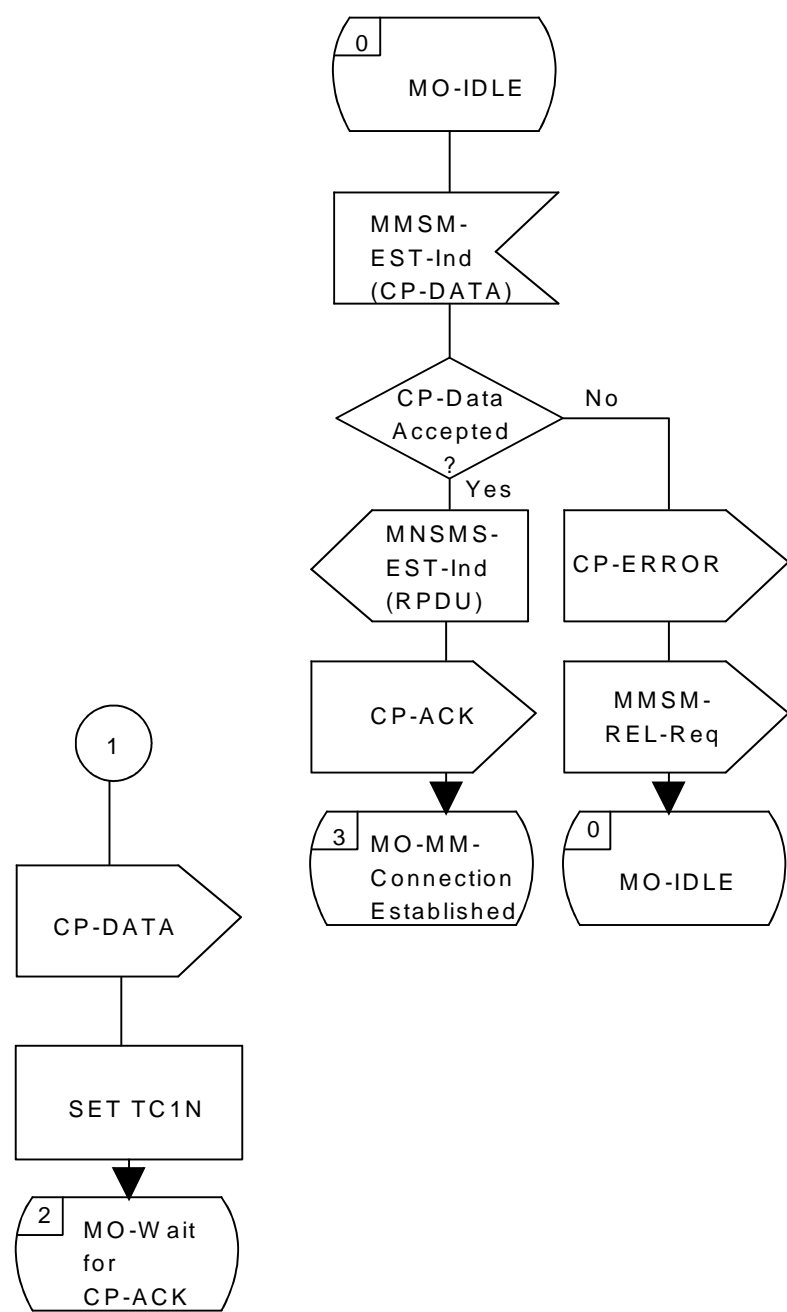 0
MO-IDLE
MMSM-
EST-Ind
(CP-DATA)
CP-Data
Accepted
?
No
Yes
MNSMS-
EST-Ind
(RPDU)
CP-ERROR
CP-ACK
MMSM-
REL-Req
3
MO-MM-
Connection
Established
0
MO-IDLE
1
CP-DATA
SET TC1N
2
MO-Wait
for
CP-ACK